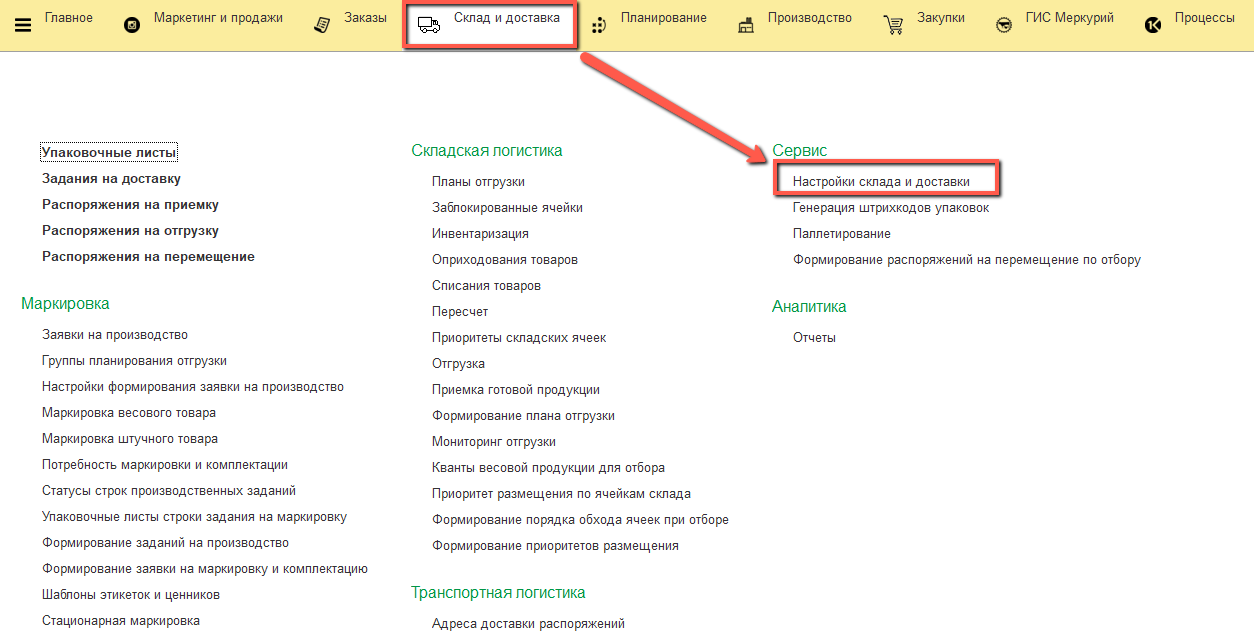 Главное
Маркетинг и продажи
Заказы
Склад и доставка
Планирование
Производство
Закупки
ГИС Меркурий
Процессы
Упаковочные листы
Задания на доставку
Распоряжения на приемку
Распоряжения на отгрузку
Распоряжения на перемещение
Маркировка
Заявки на производство
Группы планирования отгрузки
Настройки формирования заявки на производство
Маркировка весового товара
Маркировка штучного товара
Потребность маркировки и комплектации
Статусы строк производственных заданий
Упаковочные листы строки задания на маркировку
Формирование заданий на производство
Формирование заявки на маркировку и комплектацию
Шаблоны этикеток и ценников
Стационарная маркировка
Складская логистика
Планы отгрузки
Заблокированные ячейки
Инвентаризация
Оприходования товаров
Списания товаров
Пересчет
Приоритеты складских ячеек
Отгрузка
Приемка готовой продукции
Формирование плана отгрузки
Мониторинг отгрузки
Кванты весовой продукции для отбора
Приоритет размещения по ячейкам склада
Формирование порядка обхода ячеек при отборе
Формирование приоритетов размещения
Транспортная логистика
Адреса доставки распоряжений
Сервис
Настройки склада и доставки
Генерация штрихкодов упаковок
Паллетирование
Формирование распоряжений на перемещение по отбору
Аналитика
Отчеты